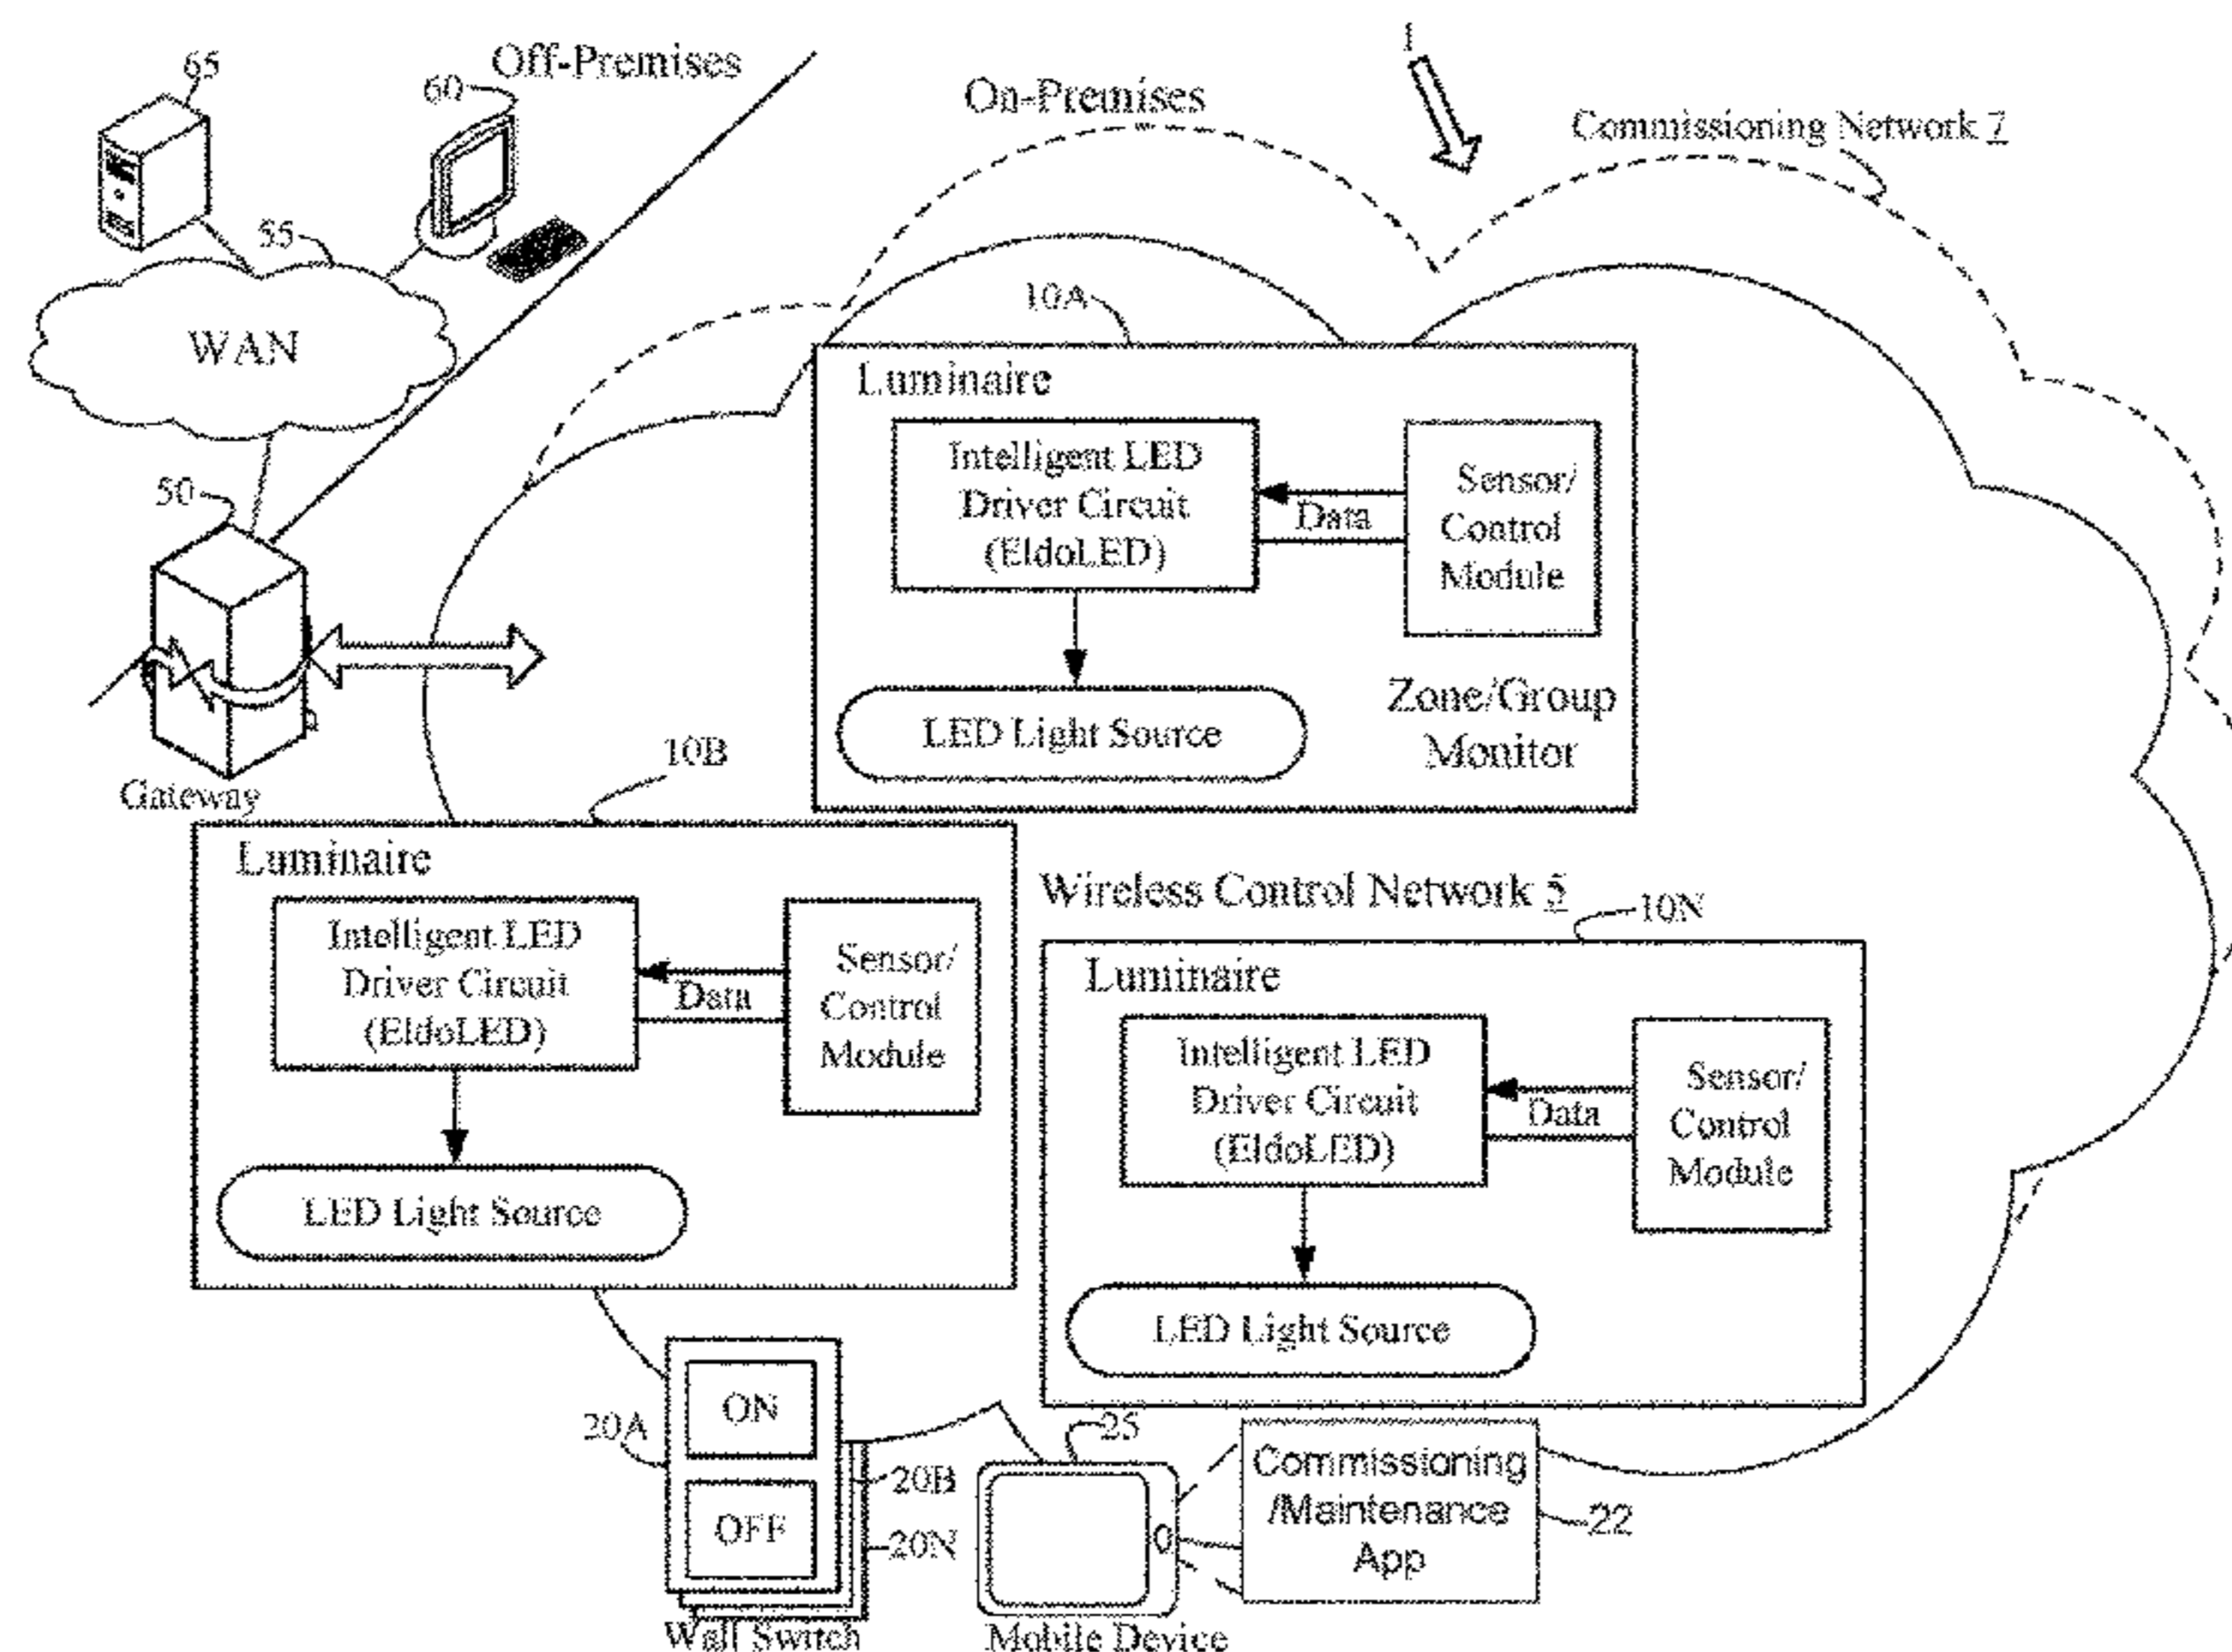 65
Off-Premises
60
1
On-Premises
Commissioning Network 7
55
WAN
50
Gateway
10A
Luminaire
Intelligent LED
Driver Circuit
(EldoLED)
Data
Sensor/
Control
Module
LED Light Source
Zone/Group
Monitor
10B
Luminaire
Intelligent LED
Driver Circuit
(EldoLED)
Data
Sensor/
Control
Module
LED Light Source
Wireless Control Network 5
10N
Luminaire
Intelligent LED
Driver Circuit
(EldoLED)
Data
Sensor/
Control
Module
LED Light Source
20A
ON
OFF
20B
20N
Wall Switch
25
Mobile Device
Commissioning
/Maintenance
App
22